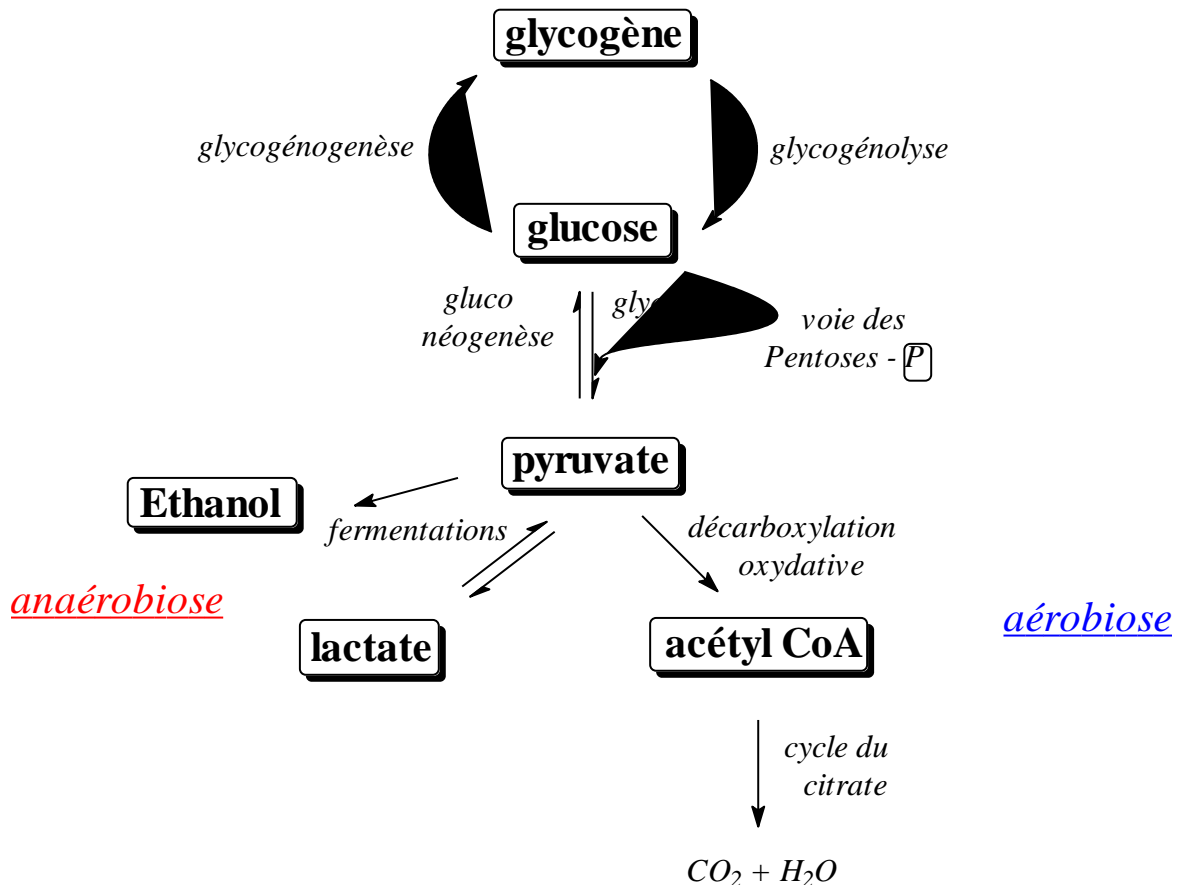 glycogène
glycogénogenèse
glycogénolyse
glucose
gluco
néogenèse
voie des
Pentoses - P
pyruvate
Ethanol
fermentations
décarboxylation
oxydative
anaérobiose
aérobiose
lactate
acétyl CoA
cycle du
citrate
CO2 + H2O